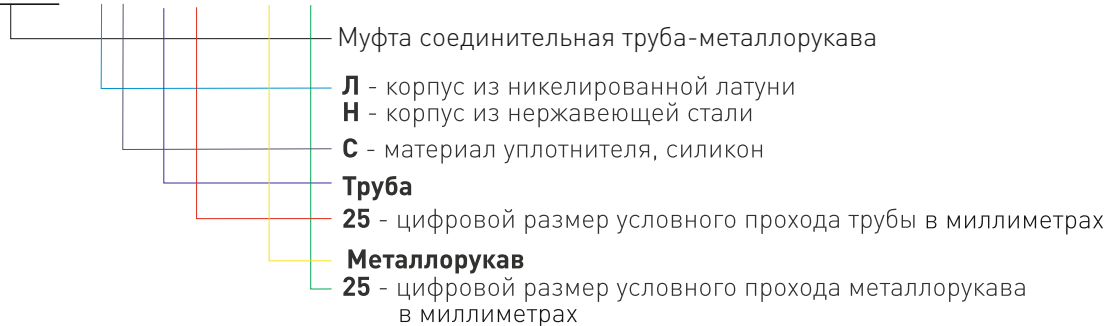 Муфта соединительная труба-металлорукава
Л - корпус из никелированной латуни
Н - корпус из нержавеющей стали
С - материал уплотнителя, силикон
Труба
25 - цифровой размер условного прохода трубы в миллиметрах
Металлорукав
25 - цифровой размер условного прохода металлорукава
в миллиметрах